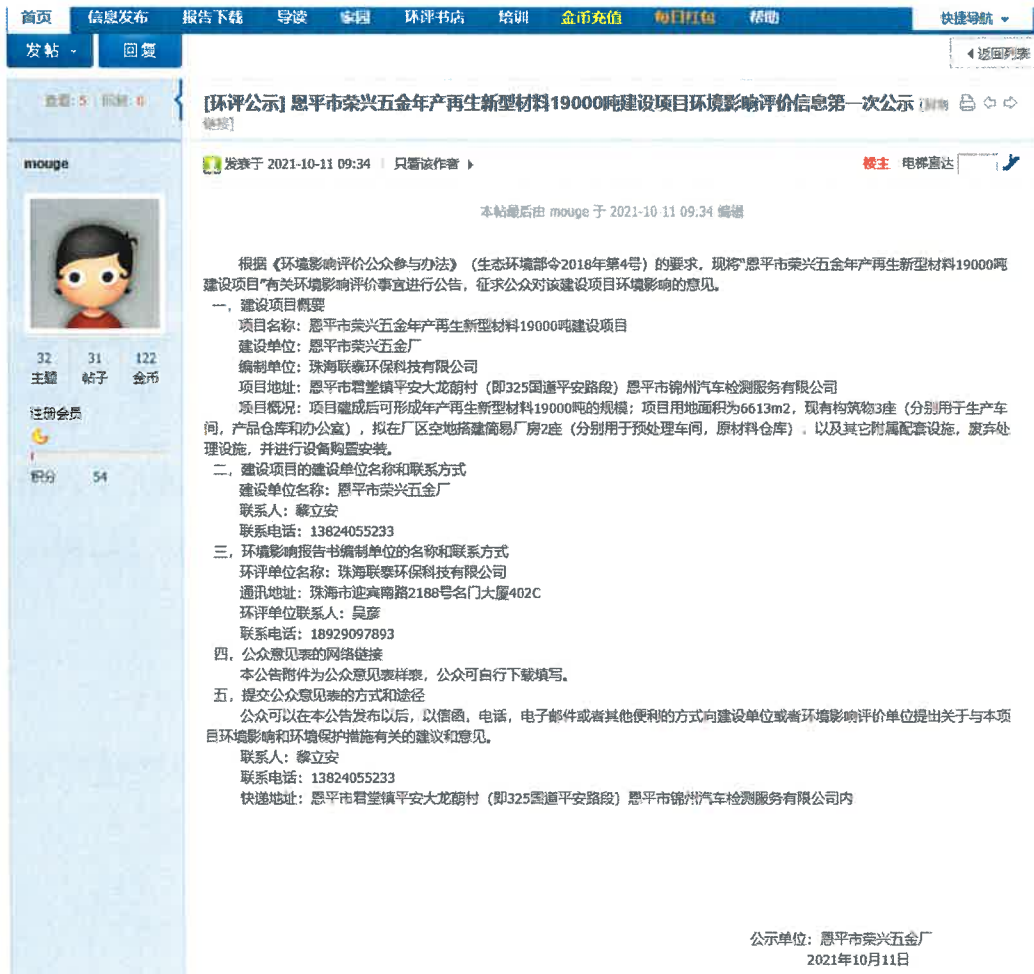 首页 信息发布 报告下载 导读 家园 环评书店 培训 金币充值 每日红包 帮助 快捷导航
发帖 回复 返回列表
查看: 5 回复: 0
[环评公示] 恩平市荣兴五金年产再生新型材料19000吨建设项目环境影响评价信息第一次公示 [复制
链接]
mouge
发表于 2021-10-11 09:34 只看该作者 楼主 电梯直达
本帖最后由 mouge 于 2021-10-11 09:34 编辑
根据《环境影响评价公众参与办法》（生态环境部令2018年第4号）的要求，现将"恩平市荣兴五金年产再生新型材料19000吨
建设项目"有关环境影响评价事宜进行公告，征求公众对该建设项目环境影响的意见。
一，建设项目概要
项目名称：恩平市荣兴五金年产再生新型材料19000吨建设项目
建设单位：恩平市荣兴五金厂
编制单位：珠海联泰环保科技有限公司
项目地址：恩平市君堂镇平安大龙蓢村（即325国道平安路段）恩平市锦州汽车检测服务有限公司
项目概况：项目建成后可形成年产再生新型材料19000吨的规模；项目用地面积为6613m2，现有构筑物3座（分别用于生产车
间，产品仓库和办公室），拟在厂区空地搭建简易厂房2座（分别用于预处理车间，原材料仓库），以及其它附属配套设施，废弃处
理设施，并进行设备购置安装。
二，建设项目的建设单位名称和联系方式
建设单位名称：恩平市荣兴五金厂
联系人：黎立安
联系电话：13824055233
三，环境影响报告书编制单位的名称和联系方式
环评单位名称：珠海联泰环保科技有限公司
通讯地址：珠海市迎宾南路2188号名门大厦402C
环评单位联系人：吴彦
联系电话：18929097893
四，公众意见表的网络链接
本公告附件为公众意见表样表，公众可自行下载填写。
五，提交公众意见表的方式和途径
公众可以在本公告发布以后，以信函，电话，电子邮件或者其他便利的方式向建设单位或者环境影响评价单位提出关于与本项
目环境影响和环境保护措施有关的建议和意见。
联系人：黎立安
联系电话：13824055233
快递地址：恩平市君堂镇平安大龙蓢村（即325国道平安路段）恩平市锦州汽车检测服务有限公司内
32 31 122
主题 帖子 金币
注册会员
积分 54
公示单位：恩平市荣兴五金厂
2021年10月11日